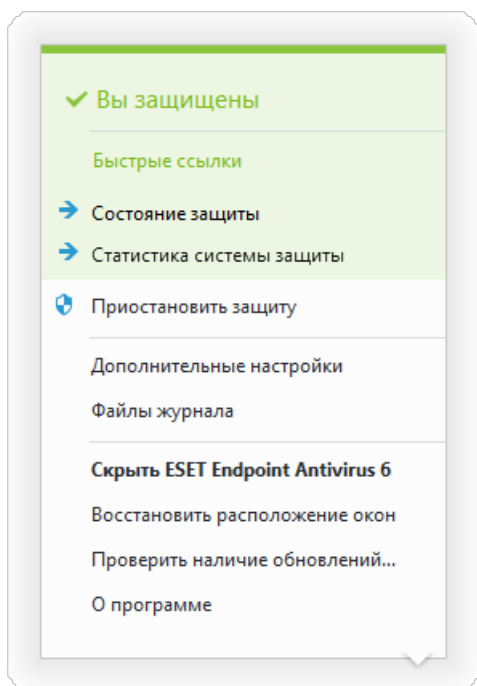 Вы защищены
Быстрые ссылки
Состояние защиты
Статистика системы защиты
Приостановить защиту
Дополнительные настройки
Файлы журнала
Скрыть ESET Endpoint Antivirus 6
Восстановить расположение окон
Проверить наличие обновлений...
О программе